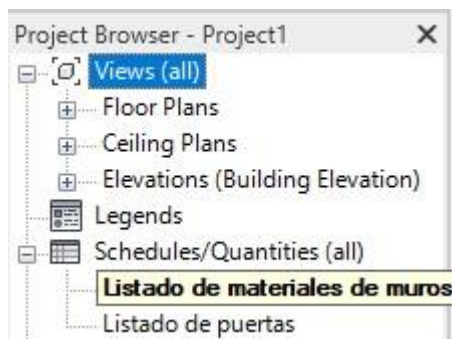 Project Browser - Project1
Views (all)
Floor Plans
Ceiling Plans
Elevations (Building Elevation)
Legends
Schedules/Quantities (all)
Listado de materiales de muros
Listado de puertas